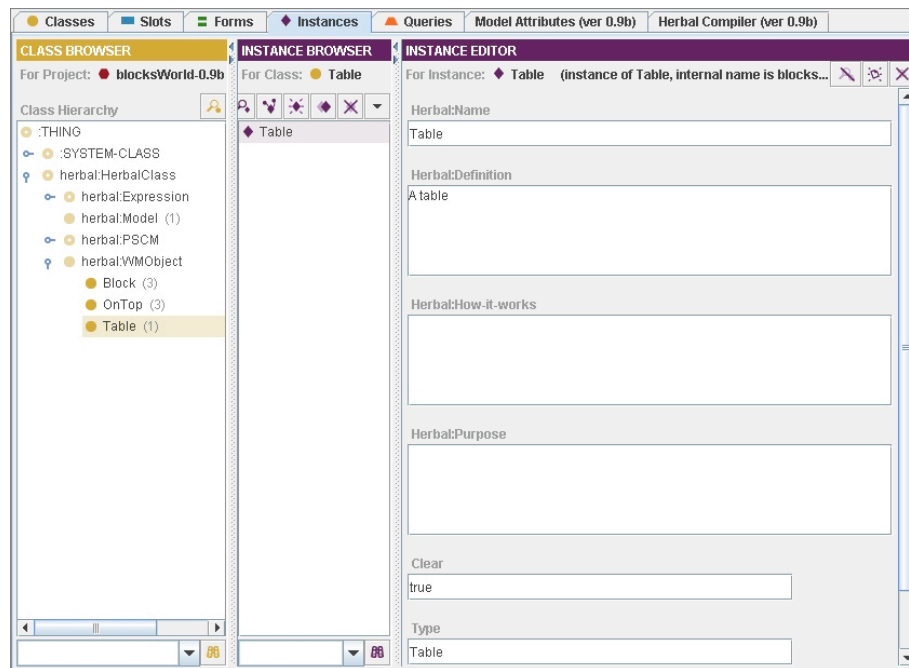 Classes Slots Forms Instances Queries Model Attributes (ver 0.9b) Herbal Compiler (ver 0.9b)
CLASS BROWSER
For Project: blocksWorld-0.9b
Class Hierarchy
:THING
:SYSTEM-CLASS
herbal:HerbalClass
herbal:Expression
herbal:Model (1)
herbal:PSCM
herbal:WMObject
Block (3)
OnTop (3)
Table (1)
INSTANCE BROWSER
For Class: Table
Table
INSTANCE EDITOR
For Instance: Table (instance of Table, internal name is blocks...
Herbal:Name
Table
Herbal:Definition
A table
Herbal:How-it-works
Herbal:Purpose
Clear
true
Type
Table